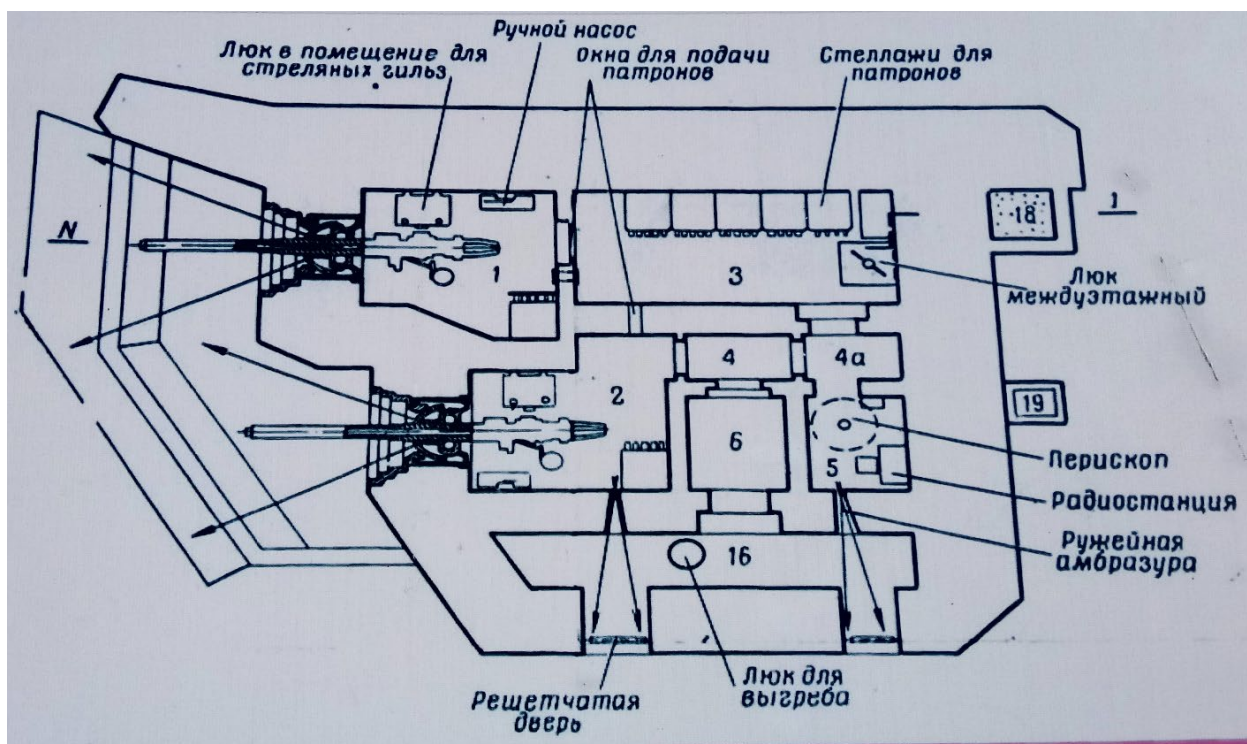 Ручной насос
Люк в помещение для
стреляных гильз
Окна для подачи
патронов
Стеллажи для
патронов
N
1
3
18
I
Люк
междуэтажный
2
4
4а
19
6
5
Перископ
Радиостанция
Ружейная
амбразура
16
Решетчатая
дверь
Люк для
выгреба